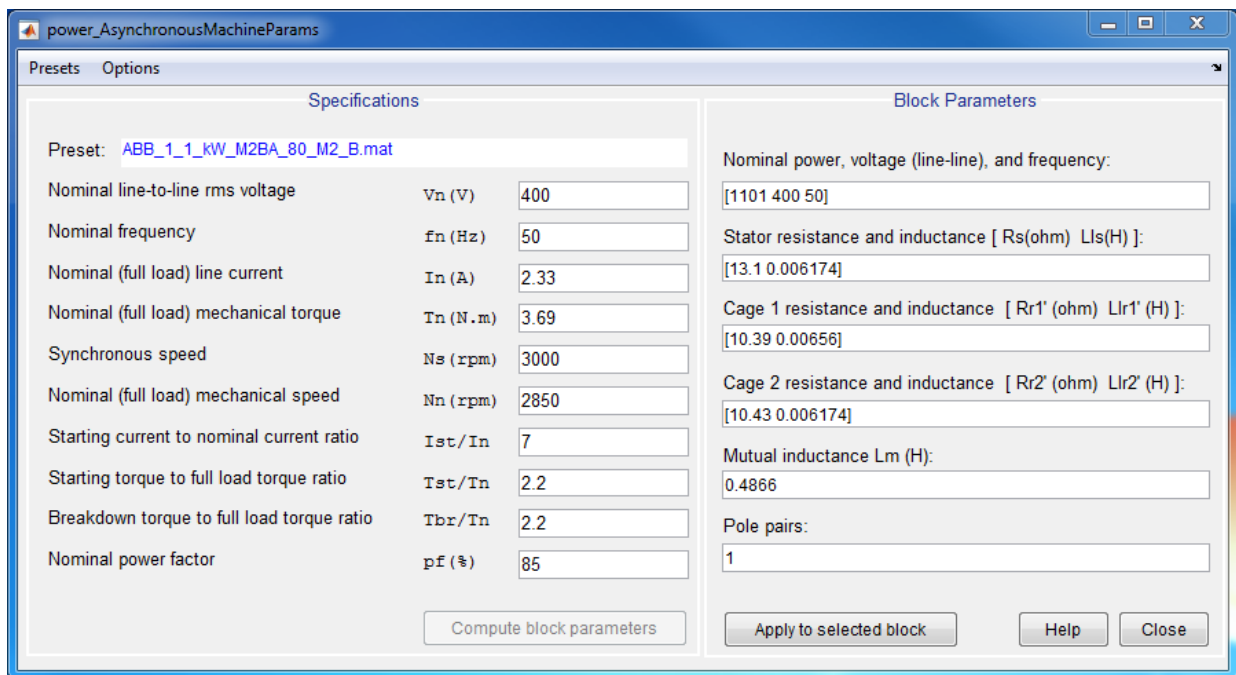 power_AsynchronousMachineParams
Presets Options
Specifications
Preset: ABB_1_1_kW_M2BA_80_M2_B.mat
Nominal line-to-line rms voltage Vn(V) 400
Nominal frequency fn(Hz) 50
Nominal (full load) line current In(A) 2.33
Nominal (full load) mechanical torque Tn(N.m) 3.69
Synchronous speed Ns(rpm) 3000
Nominal (full load) mechanical speed Nn(rpm) 2850
Starting current to nominal current ratio Ist/In 7
Starting torque to full load torque ratio Tst/Tn 2.2
Breakdown torque to full load torque ratio Tbr/Tn 2.2
Nominal power factor pf(%) 85
Compute block parameters
Block Parameters
Nominal power, voltage (line-line), and frequency:
[1101 400 50]
Stator resistance and inductance [ Rs(ohm) Lls(H) ]:
[13.1 0.006174]
Cage 1 resistance and inductance [ Rr1' (ohm) Llr1' (H) ]:
[10.39 0.00656]
Cage 2 resistance and inductance [ Rr2' (ohm) Llr2' (H) ]:
[10.43 0.006174]
Mutual inductance Lm (H):
0.4866
Pole pairs:
1
Apply to selected block Help Close